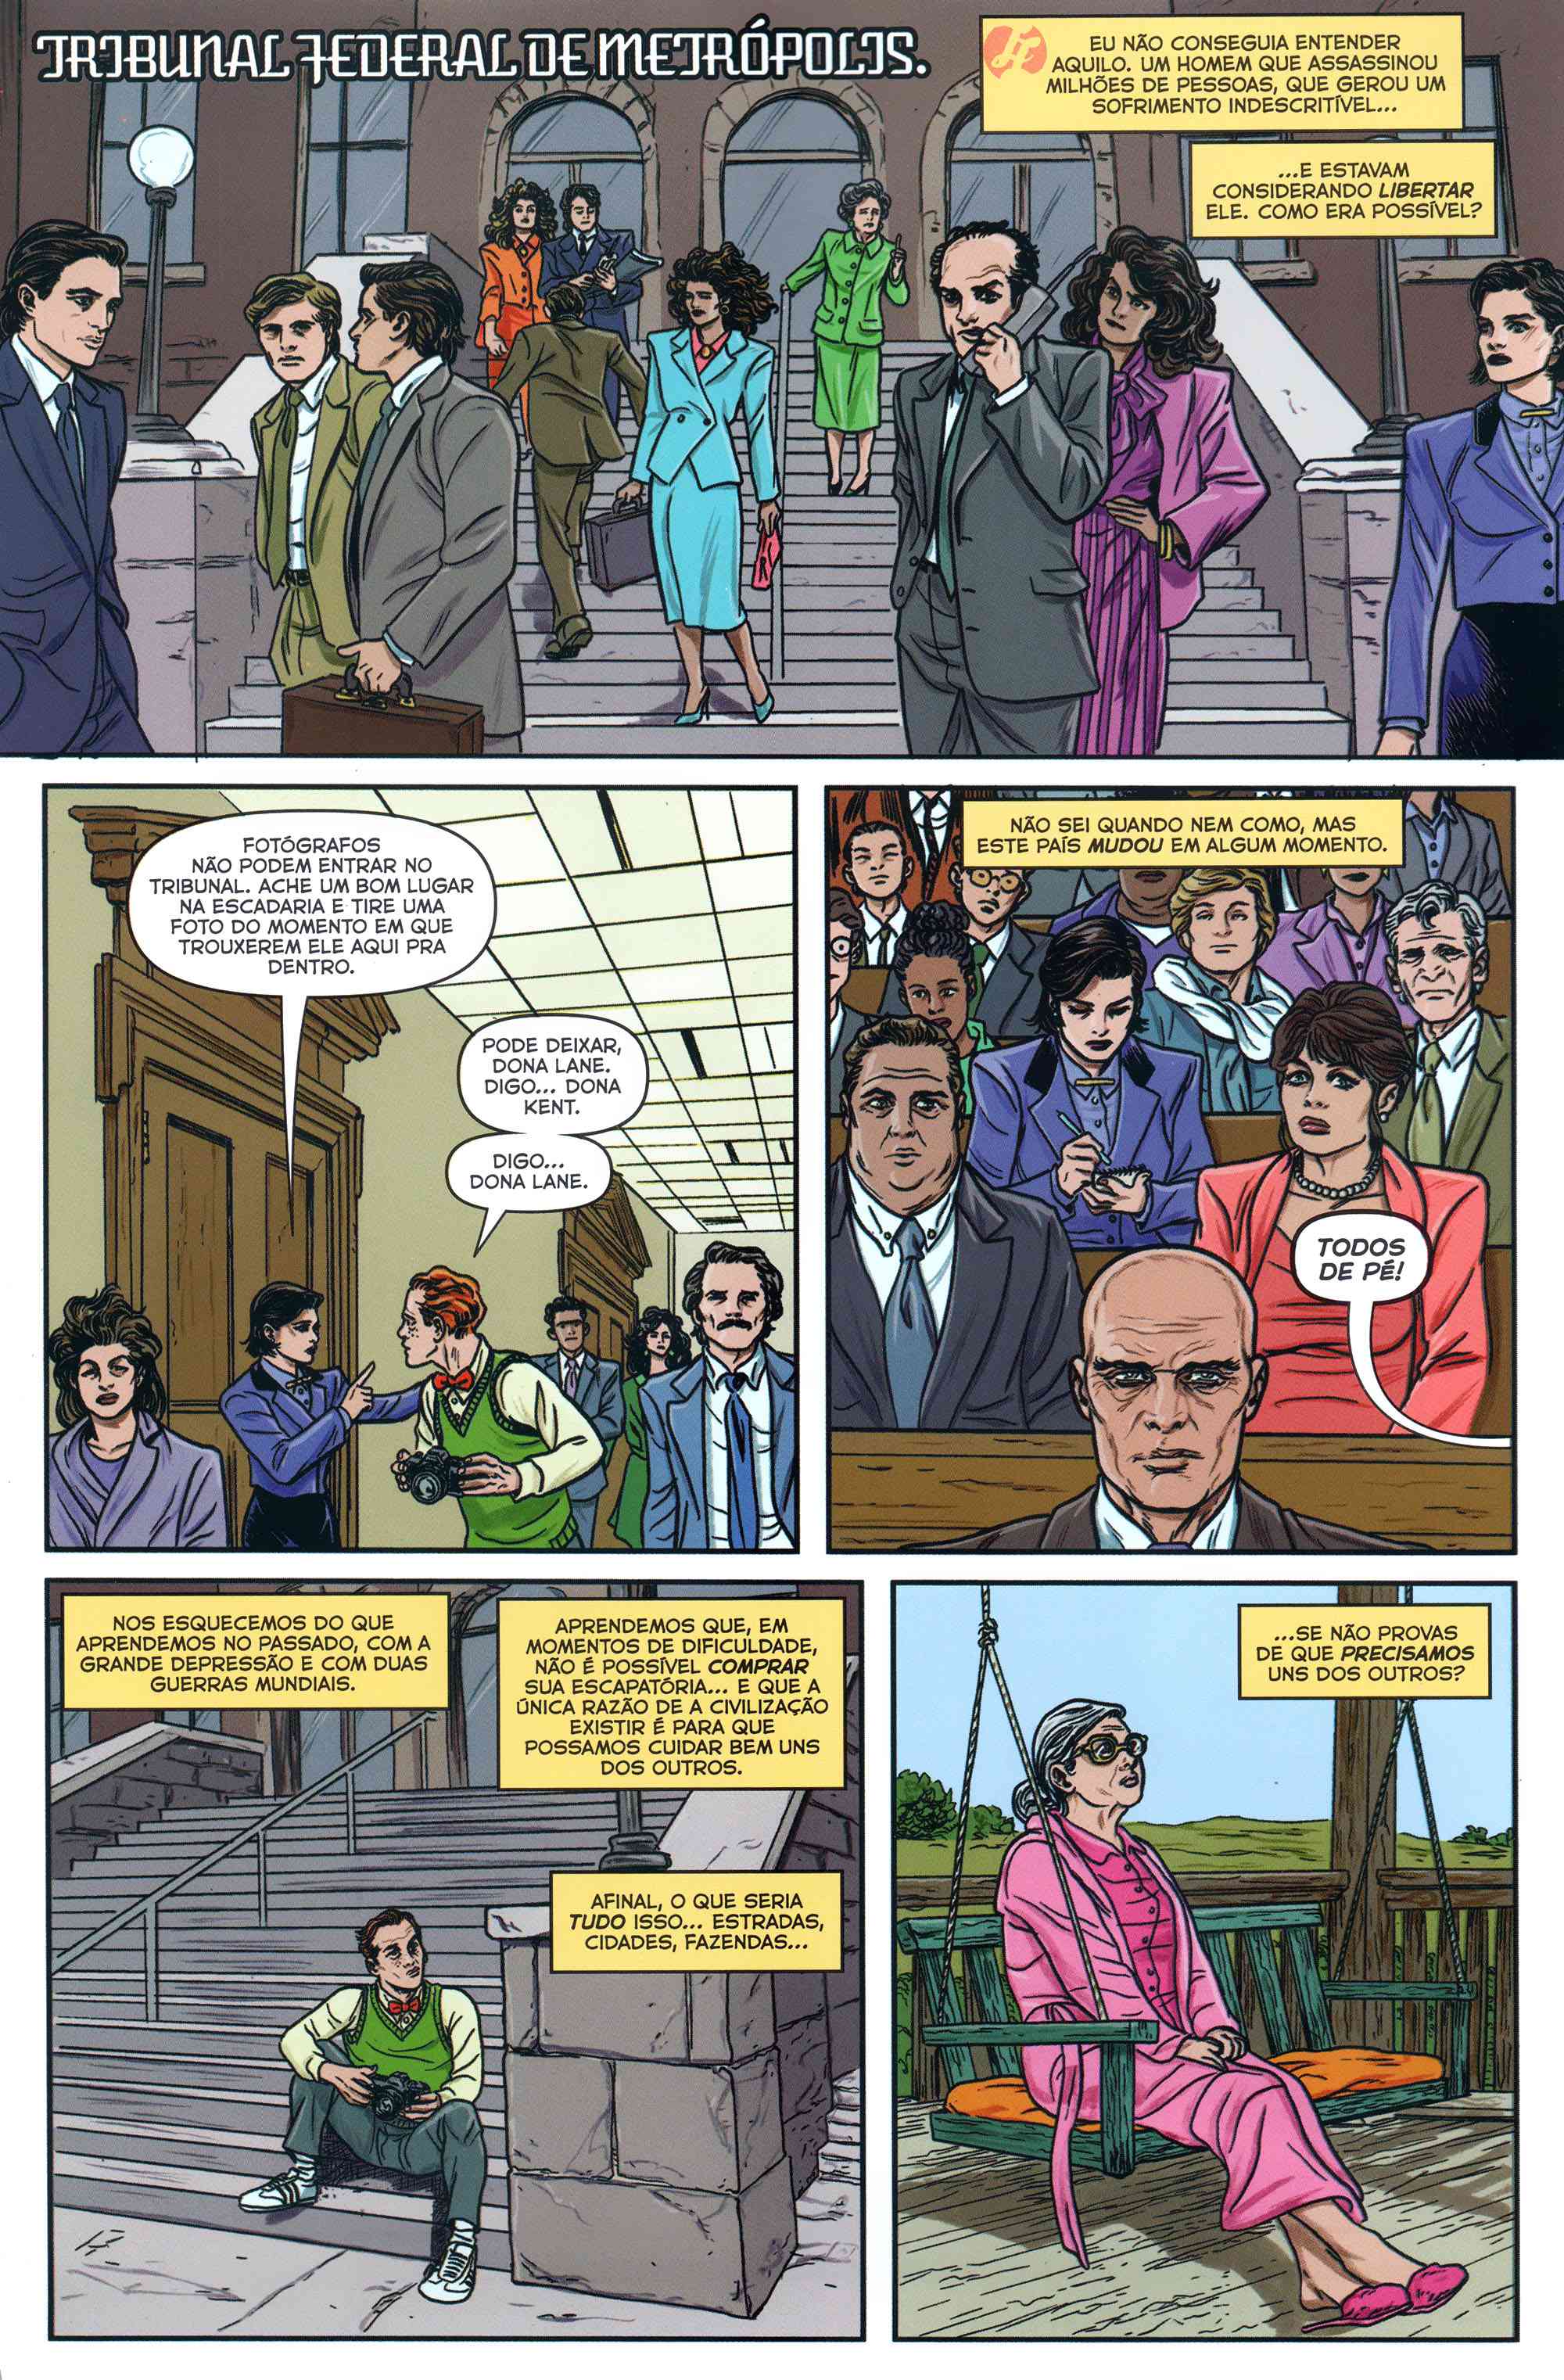 TRIBUNAL FEDERAL DE METRÓPOLIS.
EU NÃO CONSEGUIA ENTENDER
AQUILO. UM HOMEM QUE ASSASSINOU
MILHÕES DE PESSOAS, QUE GEROU UM
SOFRIMENTO INDESCRITÍVEL...
...E ESTAVAM
CONSIDERANDO LIBERTAR
ELE. COMO ERA POSSÍVEL?
FOTÓGRAFOS
NÃO PODEM ENTRAR NO
TRIBUNAL. ACHE UM BOM LUGAR
NA ESCADARIA E TIRE UMA
FOTO DO MOMENTO EM QUE
TROUXEREM ELE AQUI PRA
DENTRO.
PODE DEIXAR,
DONA LANE.
DIGO... DONA
KENT.
DIGO...
DONA LANE.
NÃO SEI QUANDO NEM COMO, MAS
ESTE PAÍS MUDOU EM ALGUM MOMENTO.
TODOS
DE PÉ!
NOS ESQUECEMOS DO QUE
APRENDEMOS NO PASSADO, COM A
GRANDE DEPRESSÃO E COM DUAS
GUERRAS MUNDIAIS.
APRENDEMOS QUE, EM
MOMENTOS DE DIFICULDADE,
NÃO É POSSÍVEL COMPRAR
SUA ESCAPATÓRIA... E QUE A
ÚNICA RAZÃO DE A CIVILIZAÇÃO
EXISTIR É PARA QUE
POSSAMOS CUIDAR BEM UNS
DOS OUTROS.
AFINAL, O QUE SERIA
TUDO ISSO... ESTRADAS,
CIDADES, FAZENDAS...
...SE NÃO PROVAS
DE QUE PRECISAMOS
UNS DOS OUTROS?